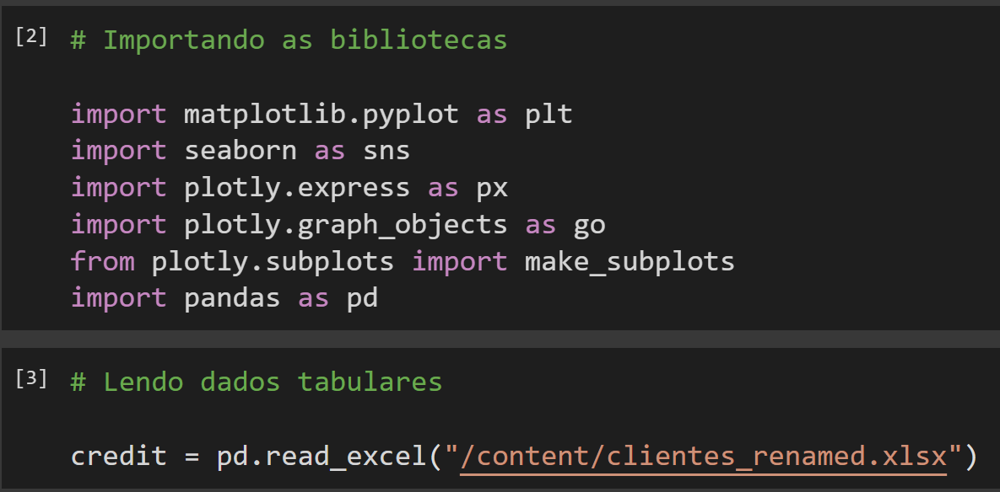 [2] # Importando as bibliotecas
import matplotlib.pyplot as plt
import seaborn as sns
import plotly.express as px
import plotly.graph_objects as go
from plotly.subplots import make_subplots
import pandas as pd
[3] # Lendo dados tabulares
credit = pd.read_excel("/content/clientes_renamed.xlsx")